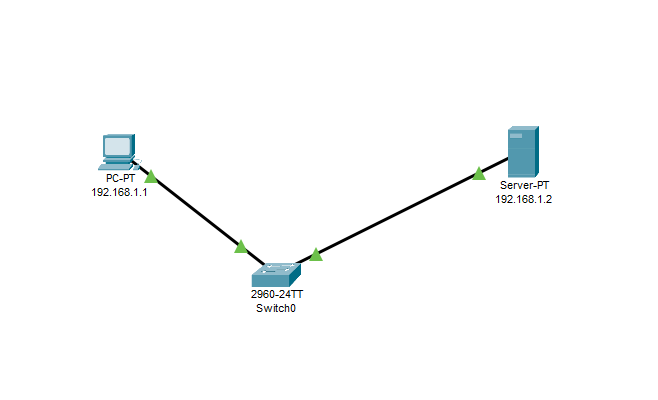 PC-PT
192.168.1.1
Server-PT
192.168.1.2
2960-24TT
Switch0